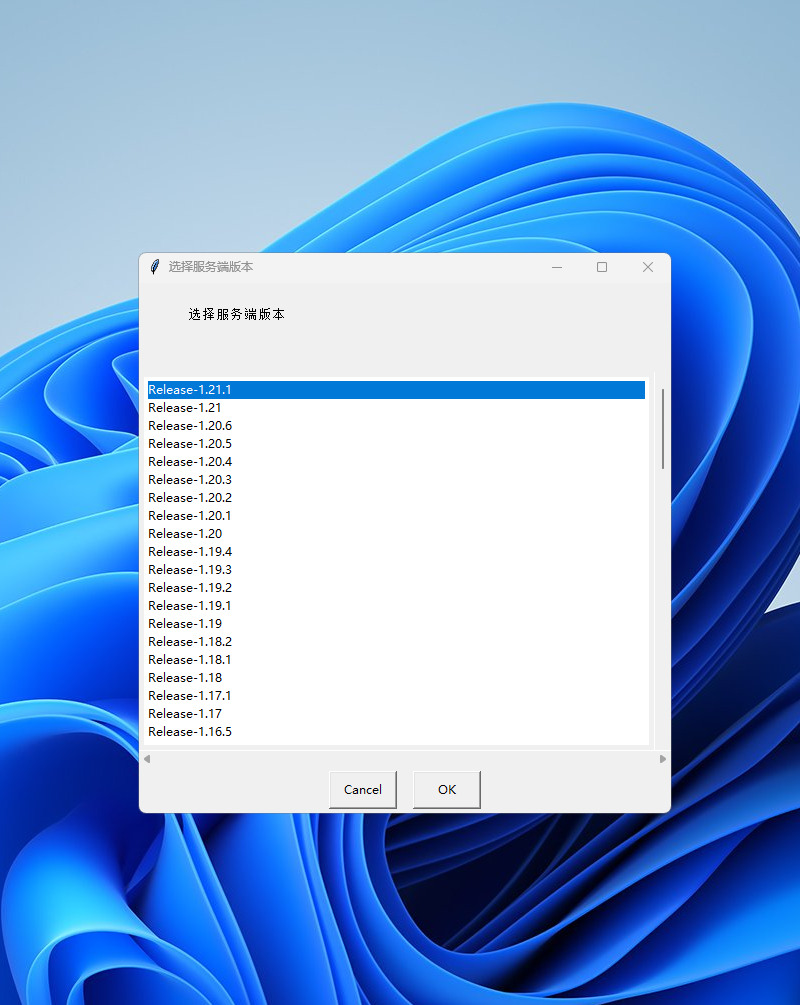 选择服务端版本
选择服务端版本
Release-1.21.1
Release-1.21
Release-1.20.6
Release-1.20.5
Release-1.20.4
Release-1.20.3
Release-1.20.2
Release-1.20.1
Release-1.20
Release-1.19.4
Release-1.19.3
Release-1.19.2
Release-1.19.1
Release-1.19
Release-1.18.2
Release-1.18.1
Release-1.18
Release-1.17.1
Release-1.17
Release-1.16.5
Cancel OK